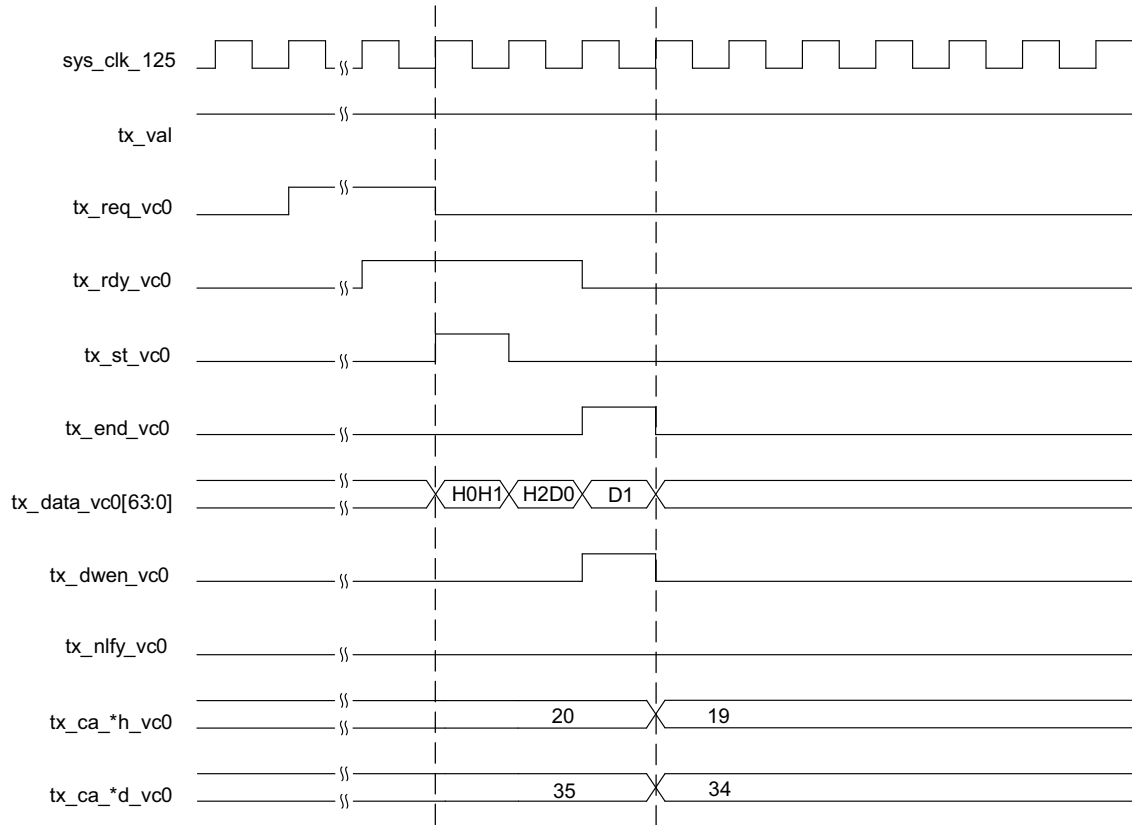 sys_clk_125
tx_val
tx_req_vc0
tx_rdy_vc0
tx_st_vc0
tx_end_vc0
tx_data_vc0[63:0] H0H1 H2D0 D1
tx_dwen_vc0
tx_nlfy_vc0
tx_ca_*h_vc0 20 19
tx_ca_*d_vc0 35 34